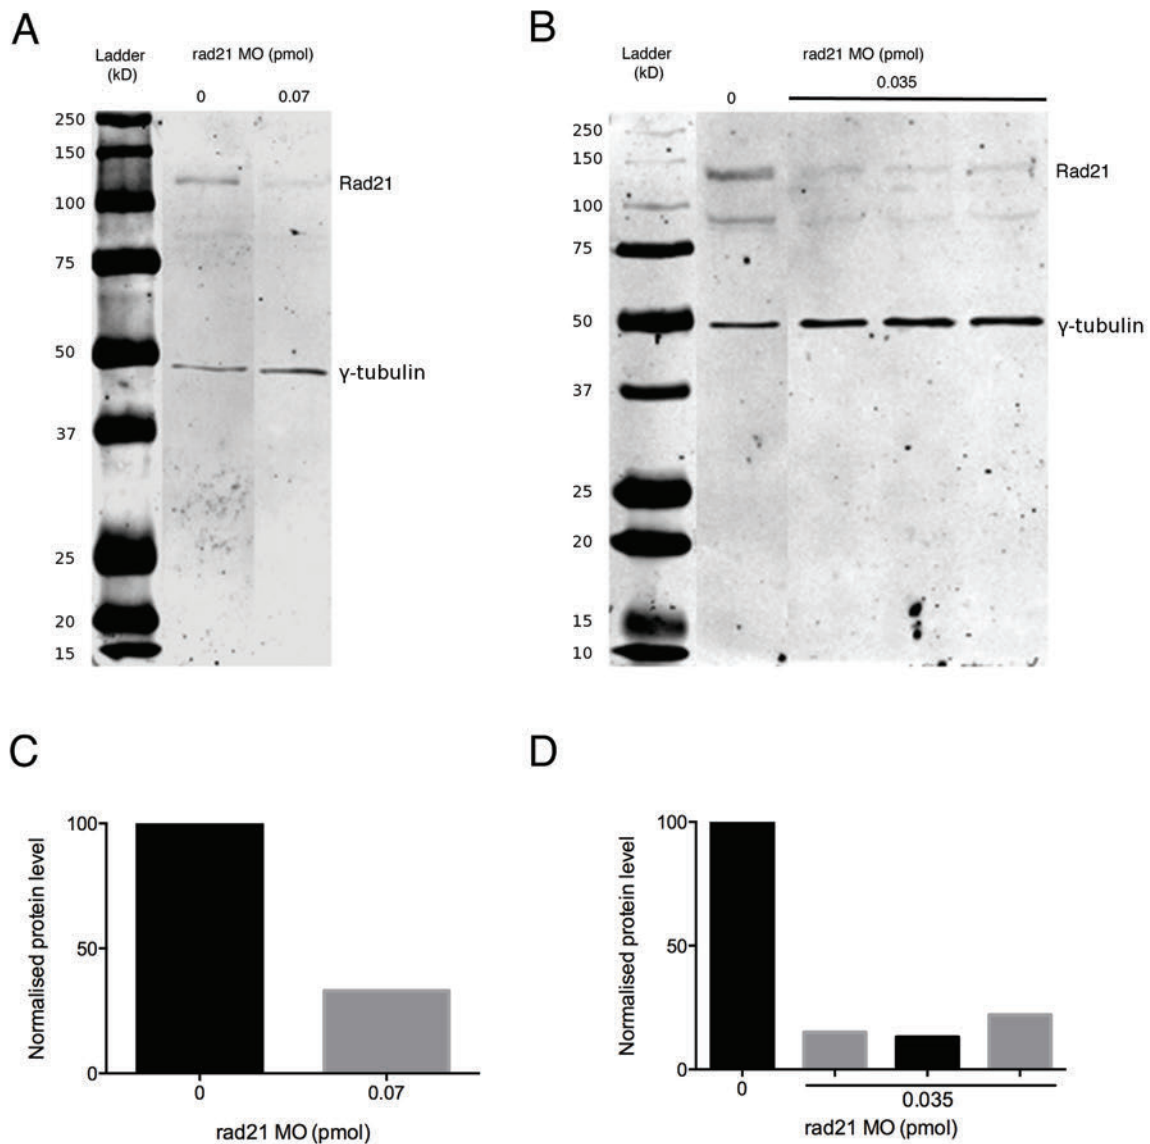 A
Ladder
(kD)
rad21 MO (pmol)
0 0.07
250
150
100
75
50
37
25
20
15
Rad21
γ-tubulin
B
Ladder
(kD)
rad21 MO (pmol)
0.035
0
250
150
100
75
50
37
25
20
15
10
Rad21
γ-tubulin
C
Normalised protein level
100
50
0
0 0.07
rad21 MO (pmol)
D
Normalised protein level
100
50
0
0 0.035
rad21 MO (pmol)